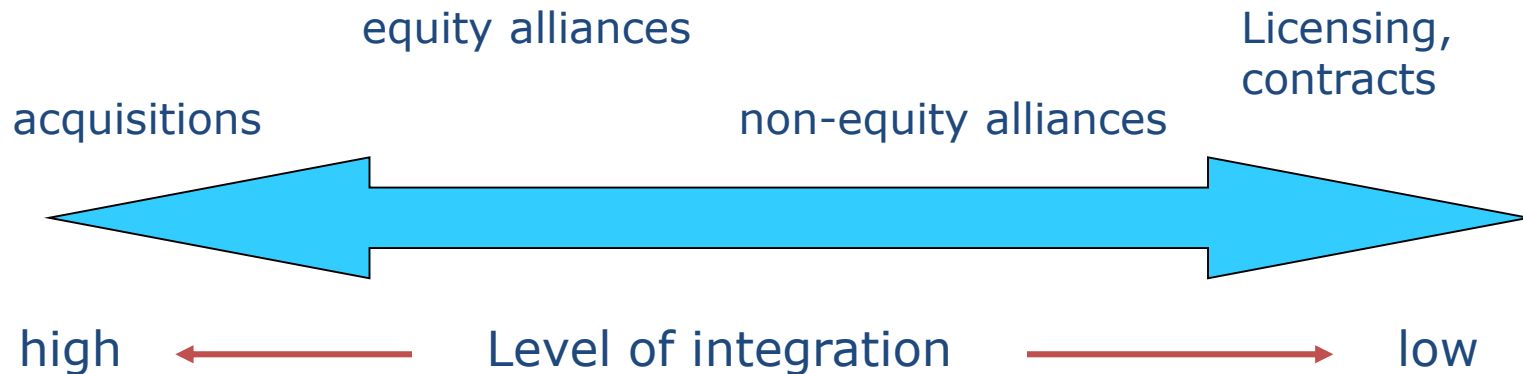 equity alliances
Licensing,
contracts
acquisitions
non-equity alliances
high
Level of integration
low